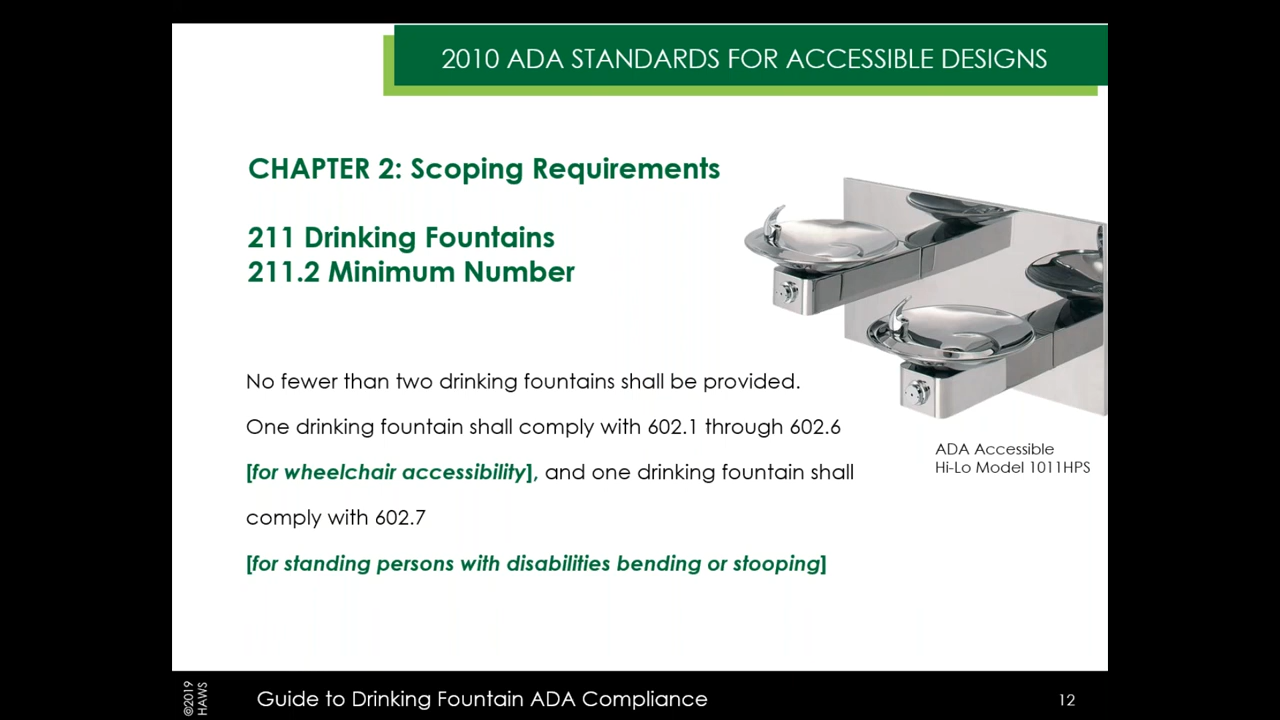 2010 ADA STANDARDS FOR ACCESSIBLE DESIGNS
CHAPTER 2: Scoping Requirements
211 Drinking Fountains
211.2 Minimum Number
No fewer than two drinking fountains shall be provided.
One drinking fountain shall comply with 602.1 through 602.6
[for wheelchair accessibility], and one drinking fountain shall
comply with 602.7
[for standing persons with disabilities bending or stooping]
ADA Accessible
Hi-Lo Model 1011HPS
©2019
HAWS
Guide to Drinking Fountain ADA Compliance
12